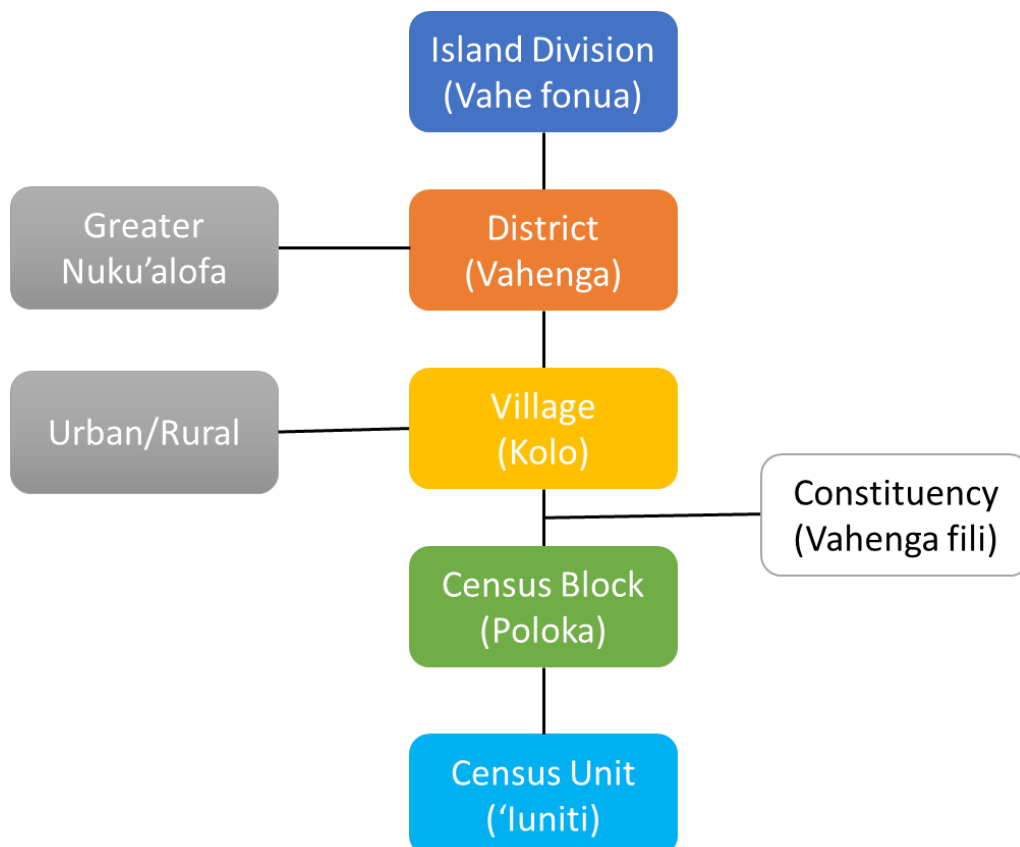 Island Division
(Vahe fonua)
Greater
Nuku’alofa
District
(Vahenga)
Urban/Rural
Village
(Kolo)
Constituency
(Vahenga fili)
Census Block
(Poloka)
Census Unit
(‘Iuniti)